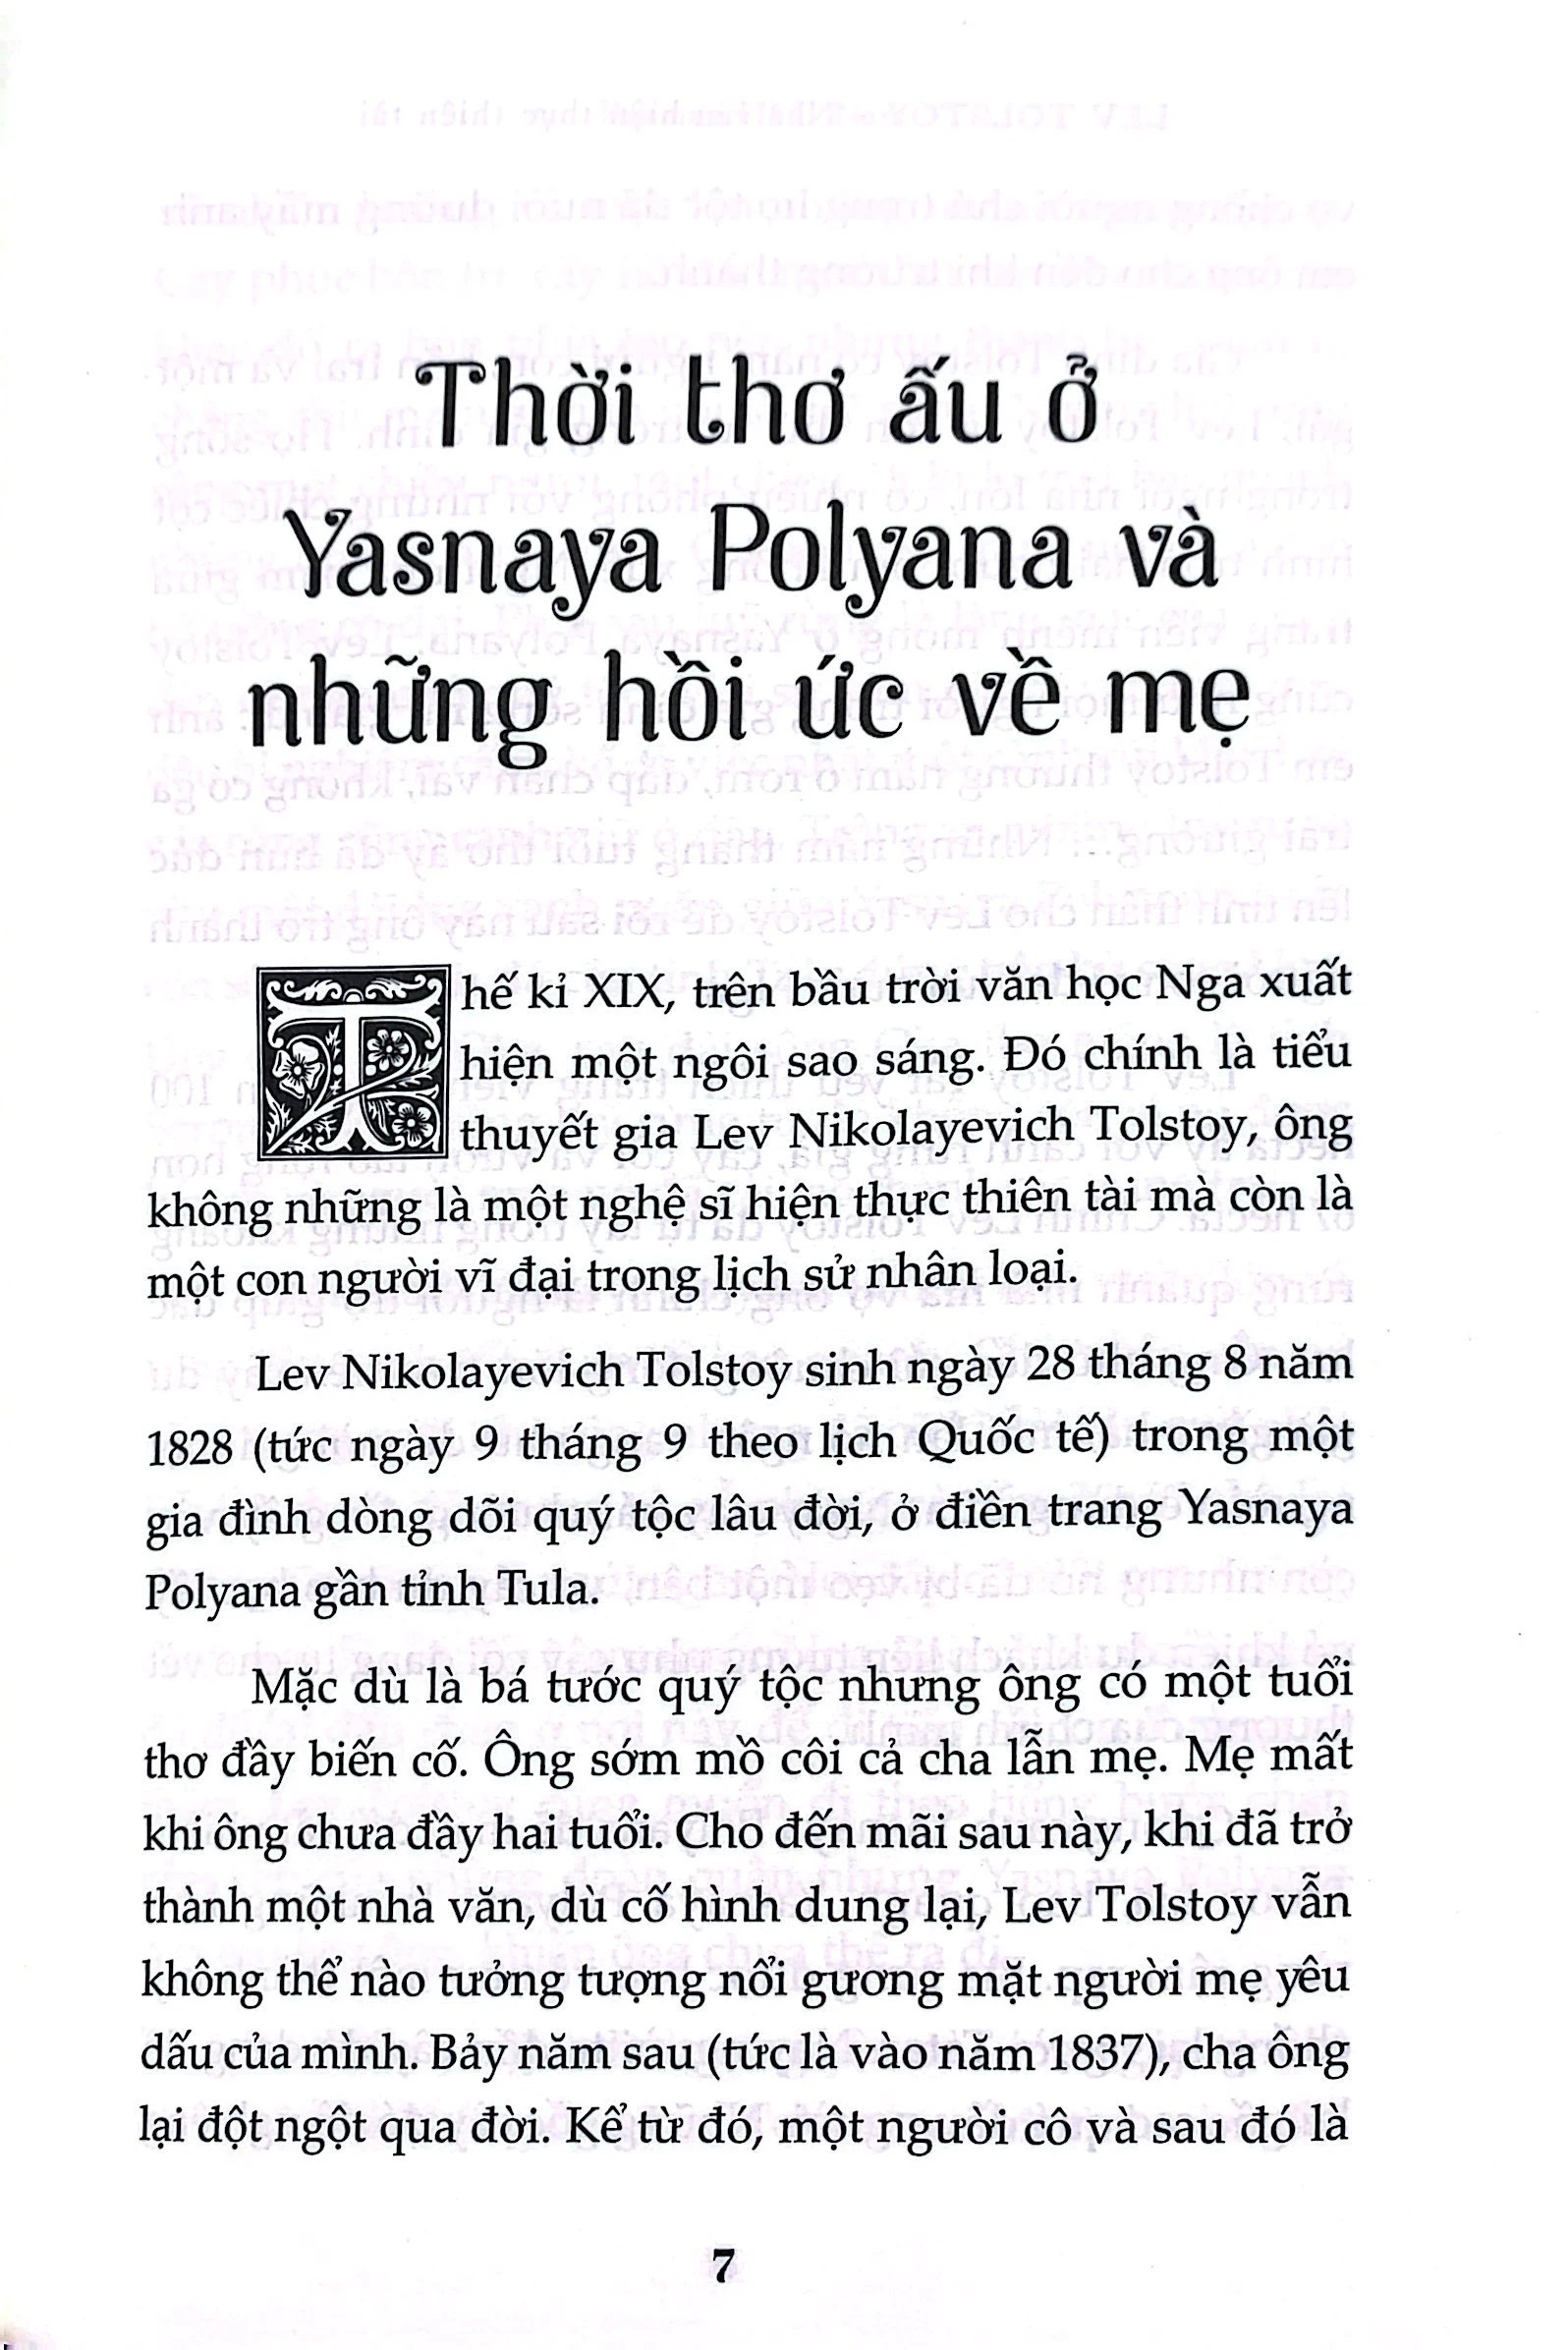 Thời thơ ấu ở
Yasnaya Polyana và
những hồi ức về mẹ
Thế kỉ XIX, trên bầu trời văn học Nga xuất
hiện một ngôi sao sáng. Đó chính là tiểu
thuyết gia Lev Nikolayevich Tolstoy, ông
không những là một nghệ sĩ hiện thực thiên tài mà còn là
một con người vĩ đại trong lịch sử nhân loại.
Lev Nikolayevich Tolstoy sinh ngày 28 tháng 8 năm
1828 (tức ngày 9 tháng 9 theo lịch Quốc tế) trong một
gia đình dòng dõi quý tộc lâu đời, ở điền trang Yasnaya
Polyana gần tỉnh Tula.
Mặc dù là bá tước quý tộc nhưng ông có một tuổi
thơ đầy biến cố. Ông sớm mồ côi cả cha lẫn mẹ. Mẹ mất
khi ông chưa đầy hai tuổi. Cho đến mãi sau này, khi đã trở
thành một nhà văn, dù cố hình dung lại, Lev Tolstoy vẫn
không thể nào tưởng tượng nổi gương mặt người mẹ yêu
dấu của mình. Bảy năm sau (tức là vào năm 1837), cha ông
lại đột ngột qua đời. Kể từ đó, một người cô và sau đó là
7